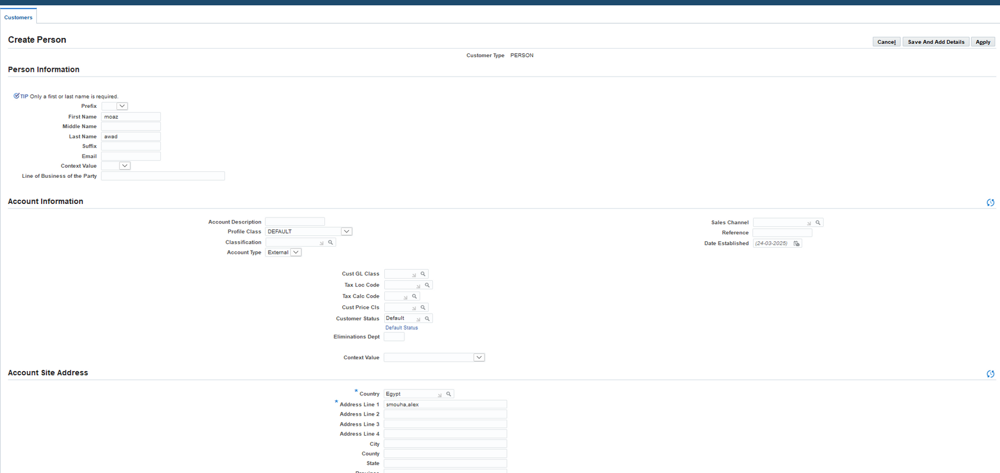 Customers
Create Person
Cancel Save And Add Details Apply
Customer Type PERSON
Person Information
TIP Only a first or last name is required.
Prefix
First Name moaz
Middle Name
Last Name awad
Suffix
Email
Context Value
Line of Business of the Party
Account Information
Account Description
Profile Class DEFAULT
Classification
Account Type External
Sales Channel
Reference
Date Established (24-03-2025)
Cust GL Class
Tax Loc Code
Tax Calc Code
Cust Price Cls
Customer Status Default
Default Status
Eliminations Dept
Context Value
Account Site Address
* Country Egypt
* Address Line 1 smouha,alex
Address Line 2
Address Line 3
Address Line 4
City
County
State